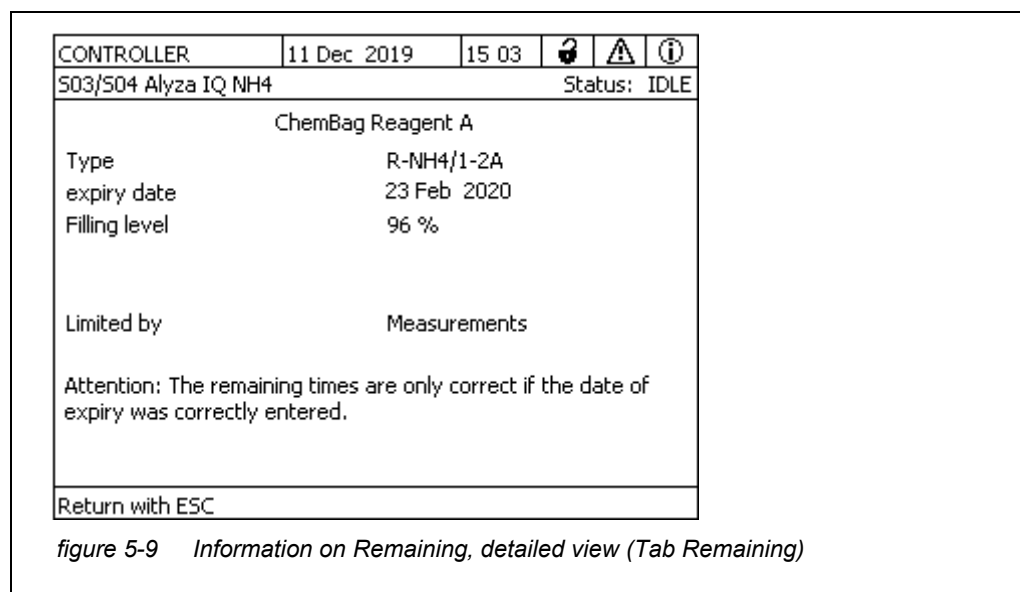 CONTROLLER 11 Dec 2019 15 03
S03/S04 Alyza IQ NH4 Status: IDLE
ChemBag Reagent A
Type R-NH4/1-2A
expiry date 23 Feb 2020
Filling level 96 %
Limited by Measurements
Attention: The remaining times are only correct if the date of
expiry was correctly entered.
Return with ESC
figure 5-9 Information on Remaining, detailed view (Tab Remaining)